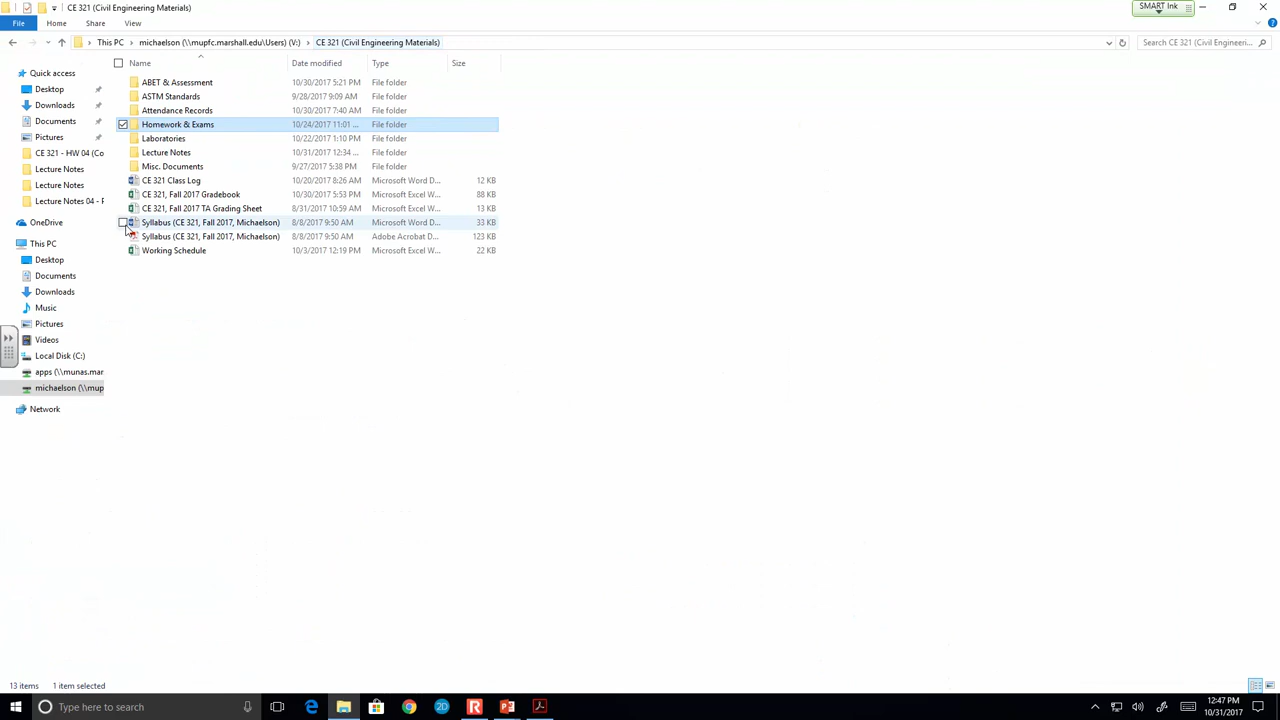 CE 321 (Civil Engineering Materials)
SMART Ink
File Home Share View
This PC michaelson (\\mupfc.marshall.edu\Users) (V:) CE 321 (Civil Engineering Materials)
Search CE 321 (Civil Engineeri...
Name Date modified Type Size
Quick access
Desktop
Downloads
Documents
Pictures
CE 321 - HW 04 (Co
Lecture Notes
Lecture Notes
Lecture Notes 04 - F
OneDrive
This PC
Desktop
Documents
Downloads
Music
Pictures
Videos
Local Disk (C:)
apps (\\munas.mar
michaelson (\\mup
Network
ABET & Assessment 10/30/2017 5:21 PM File folder
ASTM Standards 9/28/2017 9:09 AM File folder
Attendance Records 10/30/2017 7:40 AM File folder
Homework & Exams 10/24/2017 11:01 ... File folder
Laboratories 10/22/2017 1:10 PM File folder
Lecture Notes 10/31/2017 12:34 ... File folder
Misc. Documents 9/27/2017 5:38 PM File folder
CE 321 Class Log 10/20/2017 8:26 AM Microsoft Word D... 12 KB
CE 321, Fall 2017 Gradebook 10/30/2017 5:53 PM Microsoft Excel W... 88 KB
CE 321, Fall 2017 TA Grading Sheet 8/31/2017 10:59 AM Microsoft Excel W... 13 KB
Syllabus (CE 321, Fall 2017, Michaelson) 8/8/2017 9:50 AM Microsoft Word D... 33 KB
Syllabus (CE 321, Fall 2017, Michaelson) 8/8/2017 9:50 AM Adobe Acrobat D... 123 KB
Working Schedule 10/3/2017 12:19 PM Microsoft Excel W... 22 KB
13 items 1 item selected
Type here to search
12:47 PM
10/31/2017